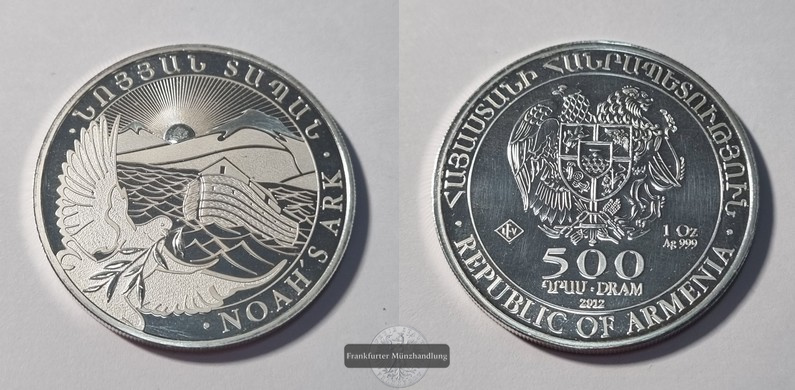 ՆՈՅՅԱՆ ՏԱՊԱՆ
NOAH'S ARK
ՀԱՅԱՍՏԱՆԻ ՀԱՆՐԱՊԵՏՈՒԹՅՈՒՆ
1 Oz
Ag 999
500
ԴՐԱՄ · DRAM
2012
REPUBLIC OF ARMENIA
Frankfurter Münzhandlung